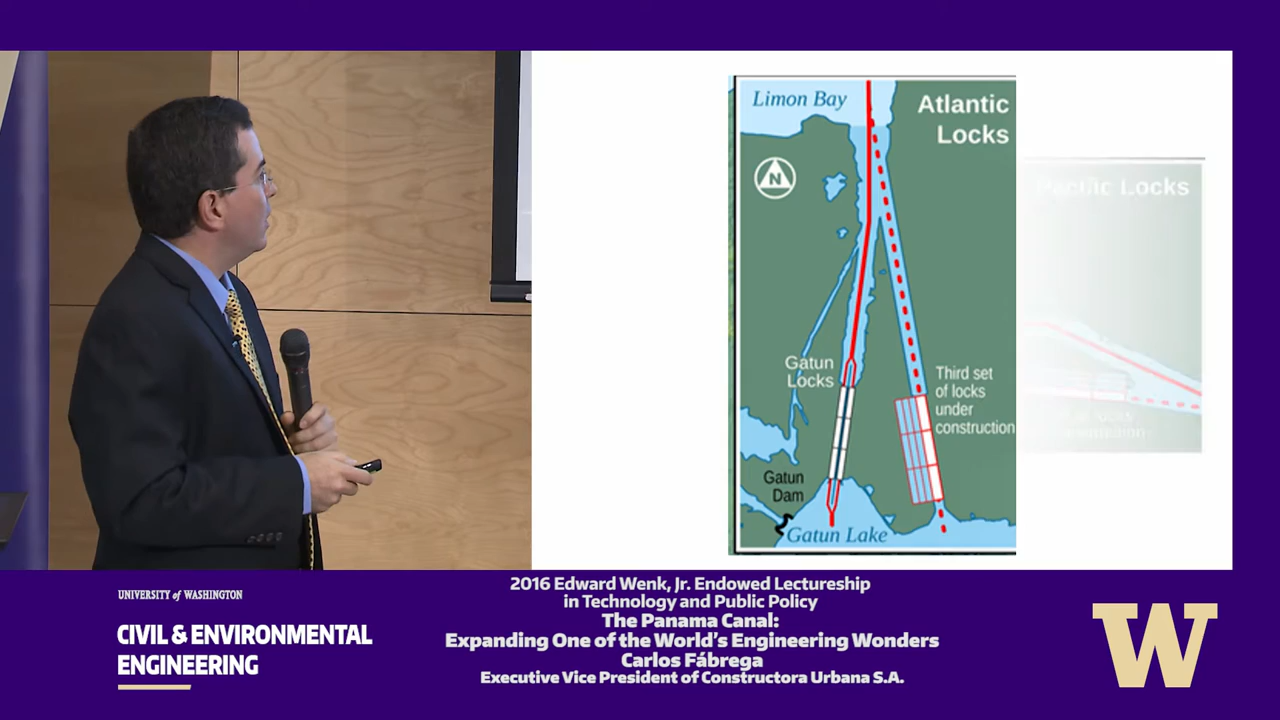 Limon Bay
Atlantic
Locks
N
Pacific Locks
Gatun
Locks
Third set
of locks
under
construction
Gatun
Dam
Gatun Lake
UNIVERSITY of WASHINGTON
CIVIL & ENVIRONMENTAL
ENGINEERING
2016 Edward Wenk, Jr. Endowed Lectureship
in Technology and Public Policy
The Panama Canal:
Expanding One of the World's Engineering Wonders
Carlos Fábrega
Executive Vice President of Constructora Urbana S.A.
W